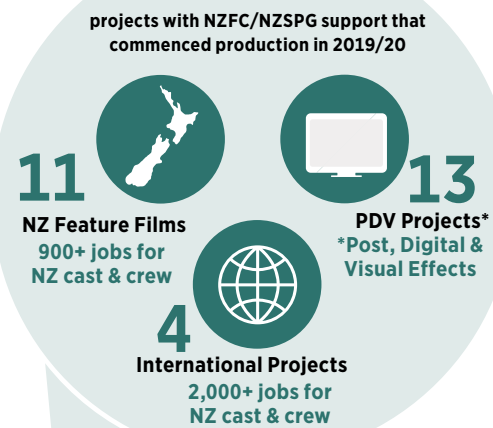 projects with NZFC/NZSPG support that
commenced production in 2019/20
11
NZ Feature Films
900+ jobs for
NZ cast & crew
13
PDV Projects*
*Post, Digital &
Visual Effects
4
International Projects
2,000+ jobs for
NZ cast & crew